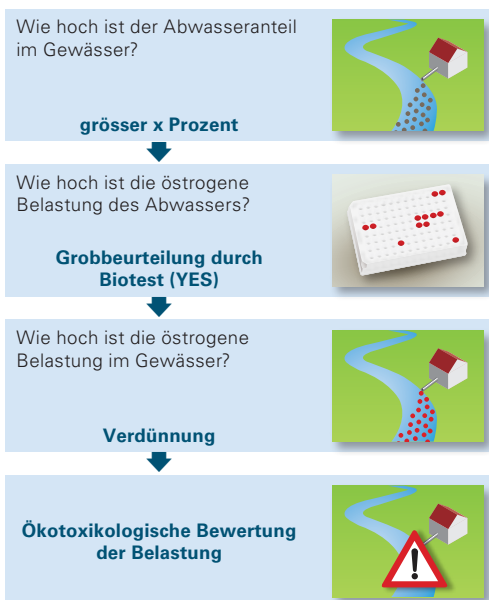 Wie hoch ist der Abwasseranteil
im Gewässer?
grösser x Prozent
Wie hoch ist die östrogene
Belastung des Abwassers?
Grobbeurteilung durch
Biotest (YES)
Wie hoch ist die östrogene
Belastung im Gewässer?
Verdünnung
Ökotoxikologische Bewertung
der Belastung
!